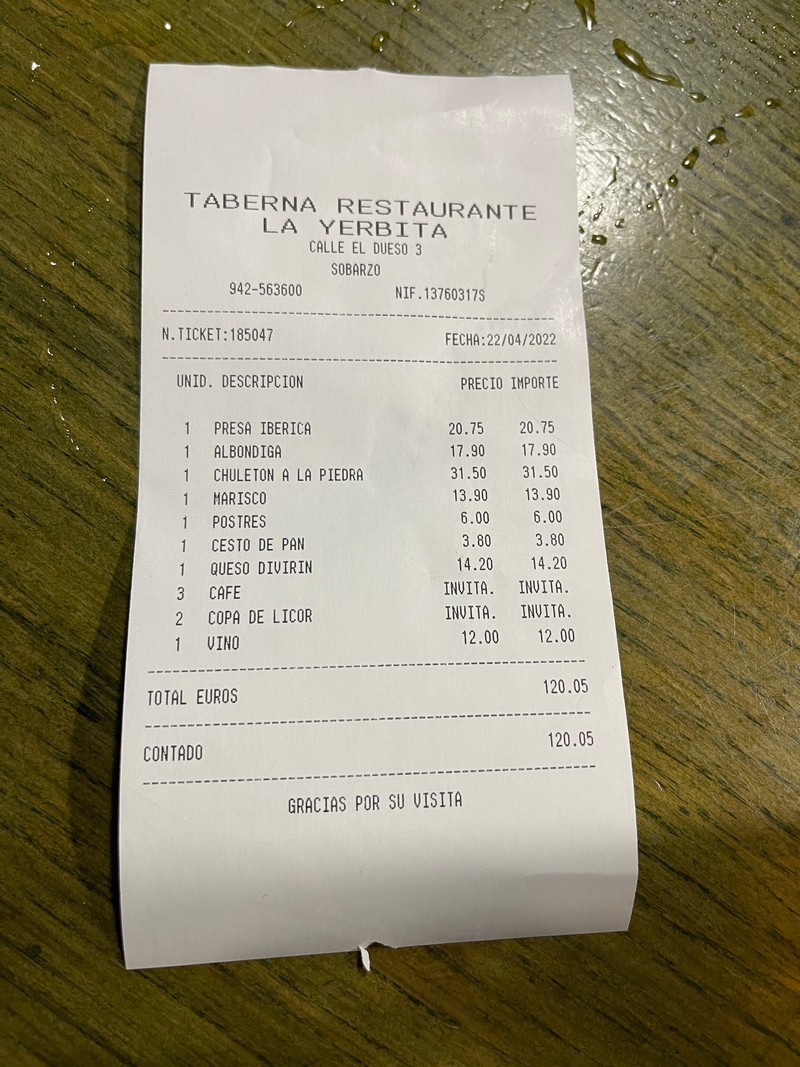 TABERNA RESTAURANTE
LA YERBITA
CALLE EL DUESO 3
SOBARZO
942-563600 NIF.13760317S
N.TICKET:185047 FECHA:22/04/2022
UNID. DESCRIPCION PRECIO IMPORTE
1 PRESA IBERICA 20.75 20.75
1 ALBONDIGA 17.90 17.90
1 CHULETON A LA PIEDRA 31.50 31.50
1 MARISCO 13.90 13.90
1 POSTRES 6.00 6.00
1 CESTO DE PAN 3.80 3.80
1 QUESO DIVIRIN 14.20 14.20
3 CAFE INVITA. INVITA.
2 COPA DE LICOR INVITA. INVITA.
1 VINO 12.00 12.00
TOTAL EUROS 120.05
CONTADO 120.05
GRACIAS POR SU VISITA